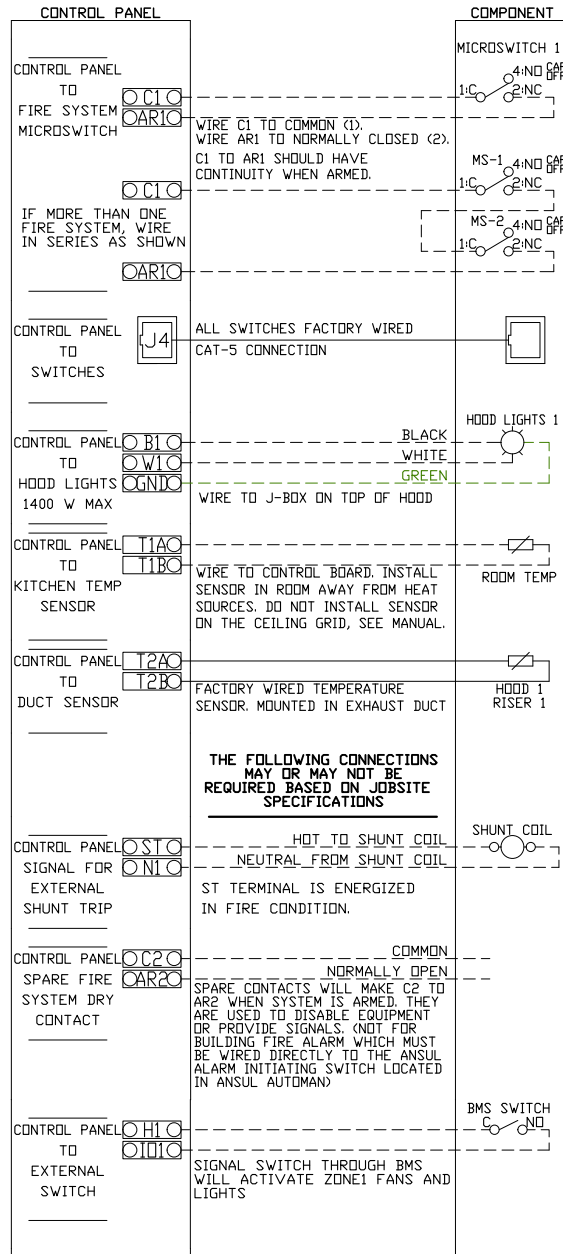 CONTROL PANEL
COMPONENT
CONTROL PANEL
TO
FIRE SYSTEM
MICROSWITCH
C1
AR1
WIRE C1 TO COMMON (1).
WIRE AR1 TO NORMALLY CLOSED (2).
C1 TO AR1 SHOULD HAVE
CONTINUITY WHEN ARMED.
MICROSWITCH 1
4:NO
1:C
2:NC
C1
IF MORE THAN ONE
FIRE SYSTEM, WIRE
IN SERIES AS SHOWN
AR1
MS-1
4:NO
1:C
2:NC
MS-2
4:NO
1:C
2:NC
CONTROL PANEL
TO
SWITCHES
J4
ALL SWITCHES FACTORY WIRED
CAT-5 CONNECTION
CONTROL PANEL
TO
HOOD LIGHTS
1400 W MAX
B1
W1
GND
BLACK
WHITE
GREEN
WIRE TO J-BOX ON TOP OF HOOD
HOOD LIGHTS 1
CONTROL PANEL
TO
KITCHEN TEMP
SENSOR
T1A
T1B
WIRE TO CONTROL BOARD. INSTALL
SENSOR IN ROOM AWAY FROM HEAT
SOURCES. DO NOT INSTALL SENSOR
ON THE CEILING GRID, SEE MANUAL.
ROOM TEMP
CONTROL PANEL
TO
DUCT SENSOR
T2A
T2B
FACTORY WIRED TEMPERATURE
SENSOR. MOUNTED IN EXHAUST DUCT
HOOD 1
RISER 1
THE FOLLOWING CONNECTIONS
MAY OR MAY NOT BE
REQUIRED BASED ON JOBSITE
SPECIFICATIONS
CONTROL PANEL
SIGNAL FOR
EXTERNAL
SHUNT TRIP
ST
N1
HOT TO SHUNT COIL
NEUTRAL FROM SHUNT COIL
ST TERMINAL IS ENERGIZED
IN FIRE CONDITION.
SHUNT COIL
CONTROL PANEL
SPARE FIRE
SYSTEM DRY
CONTACT
C2
AR2
COMMON
NORMALLY OPEN
SPARE CONTACTS WILL MAKE C2 TO
AR2 WHEN SYSTEM IS ARMED. THEY
ARE USED TO DISABLE EQUIPMENT
OR PROVIDE SIGNALS. (NOT FOR
BUILDING FIRE ALARM WHICH MUST
BE WIRED DIRECTLY TO THE ANSUL
ALARM INITIATING SWITCH LOCATED
IN ANSUL AUTOMAN)
CONTROL PANEL
TO
EXTERNAL
SWITCH
H1
IO1
SIGNAL SWITCH THROUGH BMS
WILL ACTIVATE ZONE1 FANS AND
LIGHTS
BMS SWITCH
C
NO